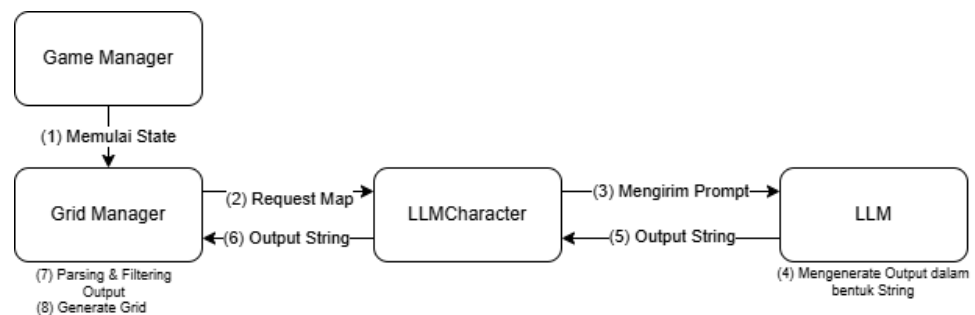 Game Manager
(1) Memulai State
Grid Manager
(2) Request Map
LLMCharacter
(3) Mengirim Prompt
LLM
(6) Output String
(5) Output String
(7) Parsing & Filtering
Output
(8) Generate Grid
(4) Mengenerate Output dalam
bentuk String